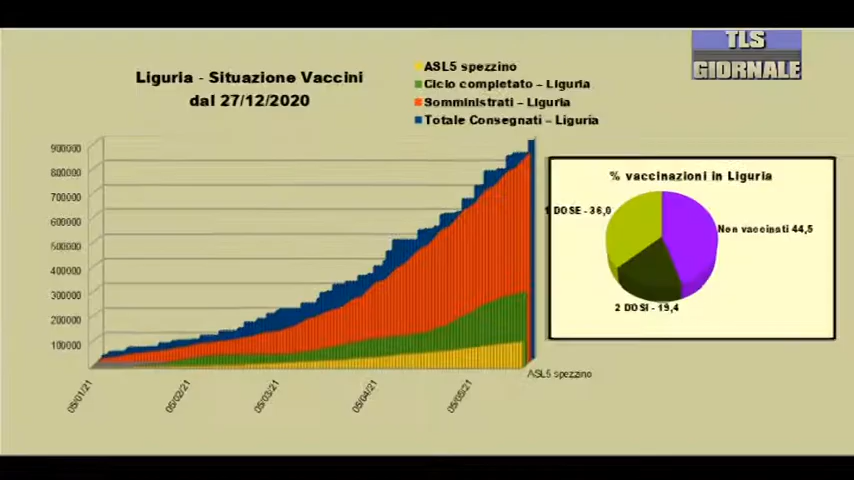 TLS
GIORNALE
Liguria - Situazione Vaccini
dal 27/12/2020
ASL5 spezzino
Ciclo completato – Liguria
Somministrati – Liguria
Totale Consegnati – Liguria
900000
800000
700000
600000
500000
400000
300000
200000
100000
05/01/21
05/02/21
05/03/21
05/04/21
05/05/21
ASL5 spezzino
% vaccinazioni in Liguria
1 DOSE - 36,0
Non vaccinati 44,5
2 DOSI - 19,4